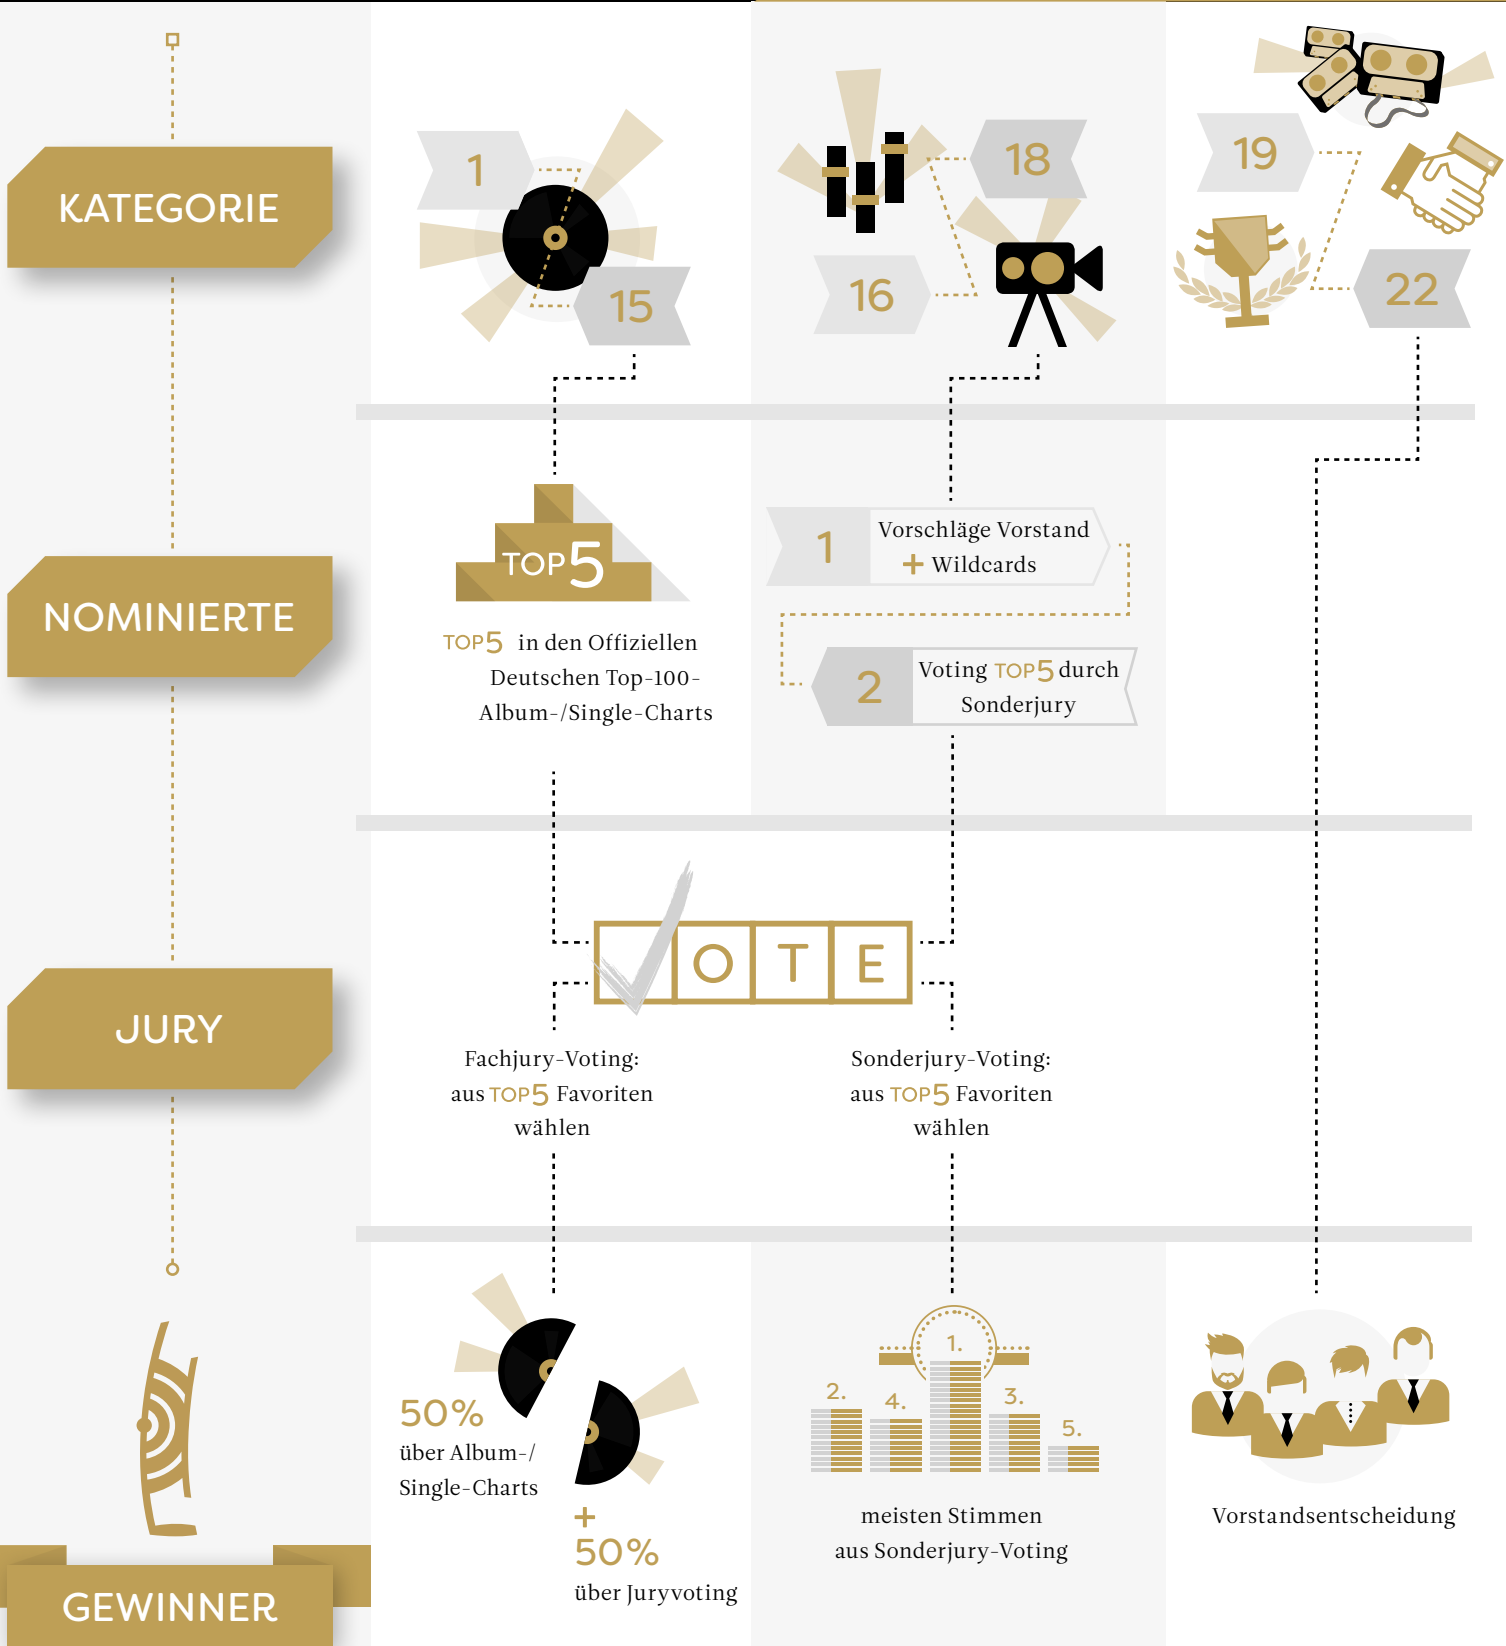 KATEGORIE
1
15
18
16
19
22
NOMINIERTE
TOP5
TOP5 in den Offiziellen
Deutschen Top-100-
Album-/Single-Charts
1
Vorschläge Vorstand
+ Wildcards
2
Voting TOP5 durch
Sonderjury
JURY
OTE
Fachjury-Voting:
aus TOP5 Favoriten
wählen
Sonderjury-Voting:
aus TOP5 Favoriten
wählen
GEWINNER
50%
über Album-/
Single-Charts
+
50%
über Juryvoting
1.
2.
4.
3.
5.
meisten Stimmen
aus Sonderjury-Voting
Vorstandsentscheidung